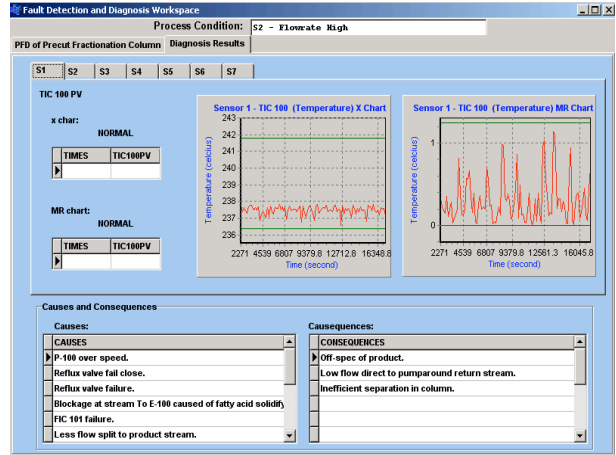 Fault Detection and Diagnosis Workspace
Process Condition: S2 - Flowrate High
PFD of Precut Fractionation Column Diagnosis Results
S1 S2 S3 S4 S5 S6 S7
TIC 100 PV
x char:
NORMAL
TIMES TIC100PV
MR chart:
NORMAL
TIMES TIC100PV
Sensor 1 - TIC 100 (Temperature) X Chart
Temperature (celcius)
243
242
241
240
239
238
237
236
2271 4539 6807 9379.8 12712.8 16348.8
Time (second)
Sensor 1 - TIC 100 (Temperature) MR Chart
Temperature (celcius)
1
0
2271 4539 6807 9379.8 12561.3 16045.8
Time (second)
Causes and Consequences
Causes:
CAUSES
P-100 over speed.
Reflux valve fail close.
Reflux valve failure.
Blockage at stream To E-100 caused of fatty acid solidify
FIC 101 failure.
Less flow split to product stream.
Causequences:
CONSEQUENCES
Off-spec of product.
Low flow direct to pumparound return stream.
Inefficient separation in column.